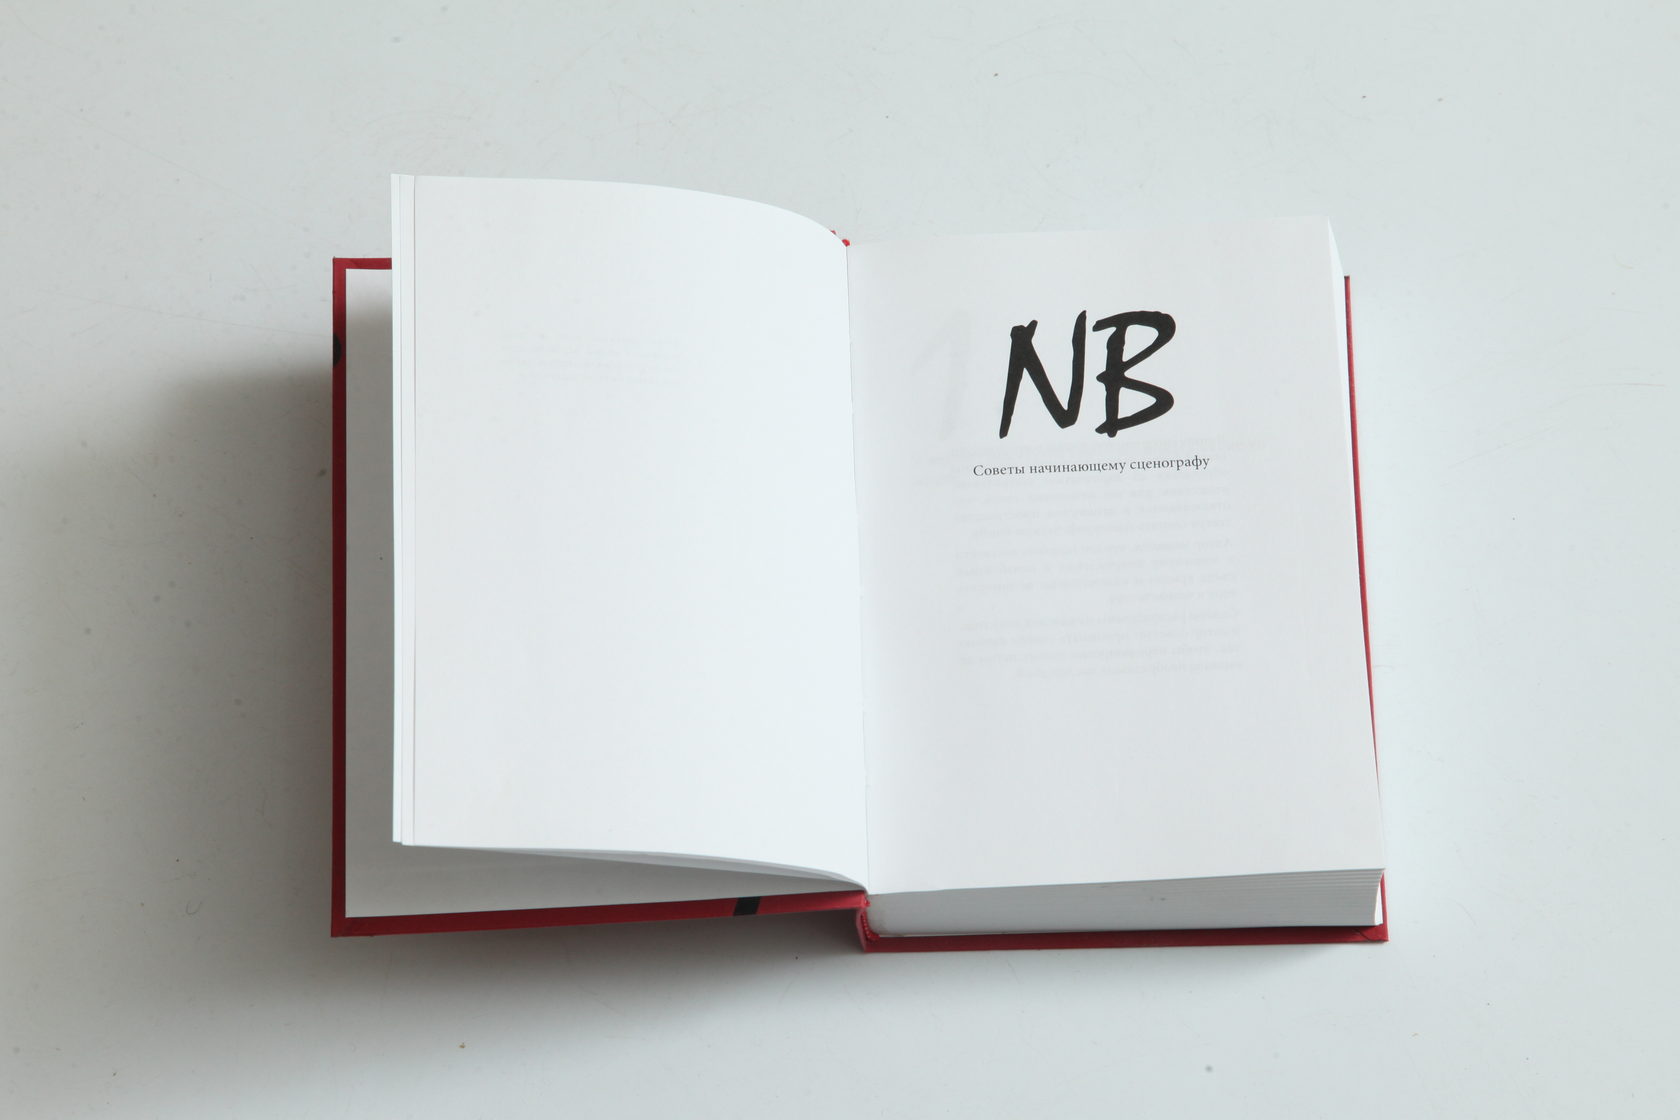 NB
Советы начинающему сценографу